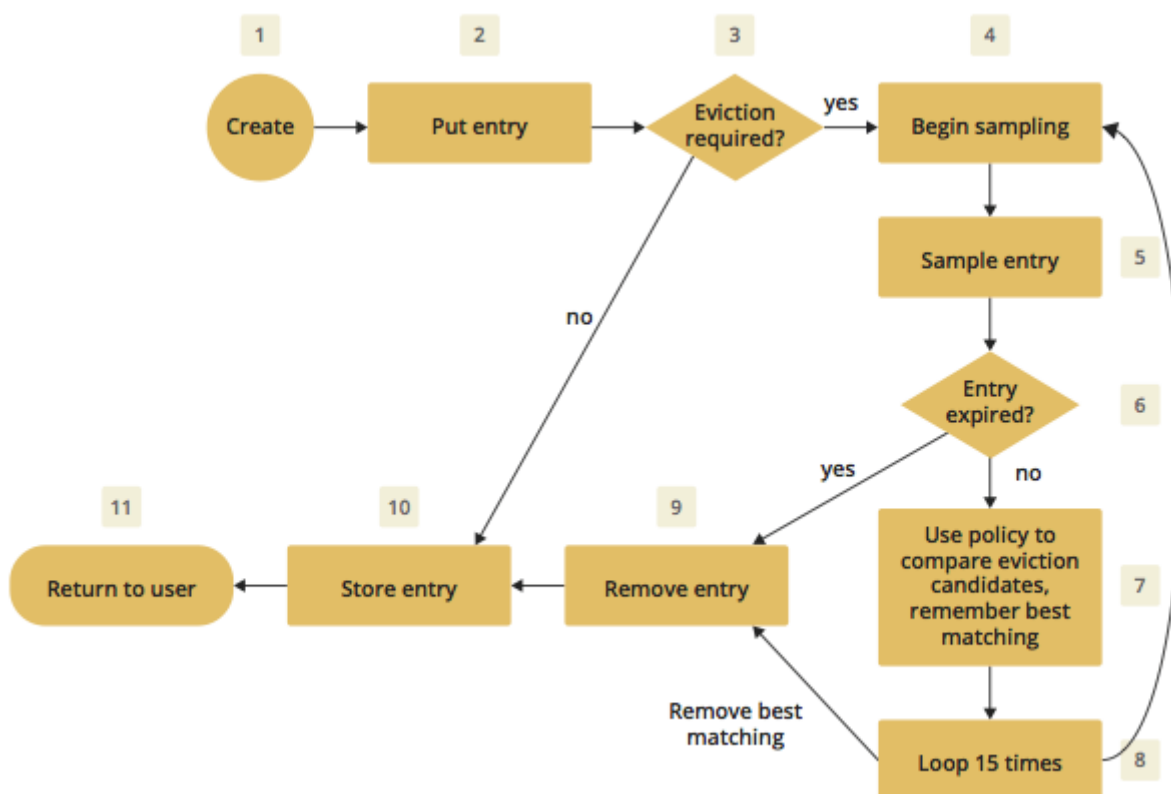 1
2
3
4
Create
Put entry
Eviction
required?
yes
Begin sampling
no
5
Sample entry
6
Entry
expired?
yes
no
11
10
9
7
Return to user
Store entry
Remove entry
Use policy to
compare eviction
candidates,
remember best
matching
Remove best
matching
Loop 15 times
8